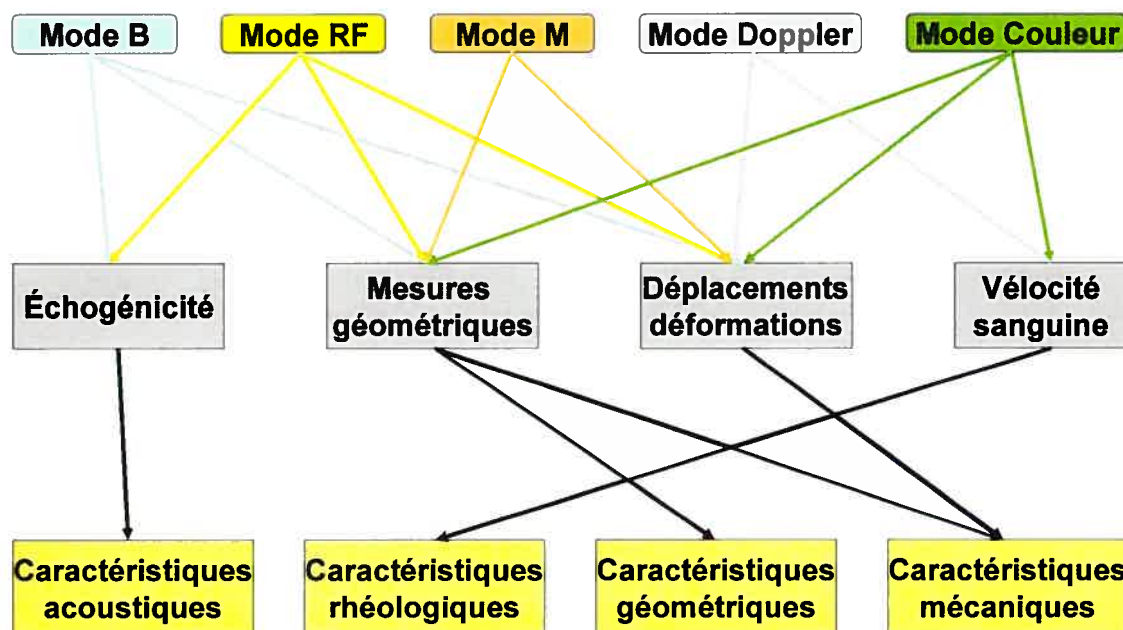 Mode B
Mode RF
Mode M
Mode Doppler
Mode Couleur
Échogénicité
Mesures
géométriques
Déplacements
déformations
Vélocité
sanguine
Caractéristiques
acoustiques
Caractéristiques
rhéologiques
Caractéristiques
géométriques
Caractéristiques
mécaniques